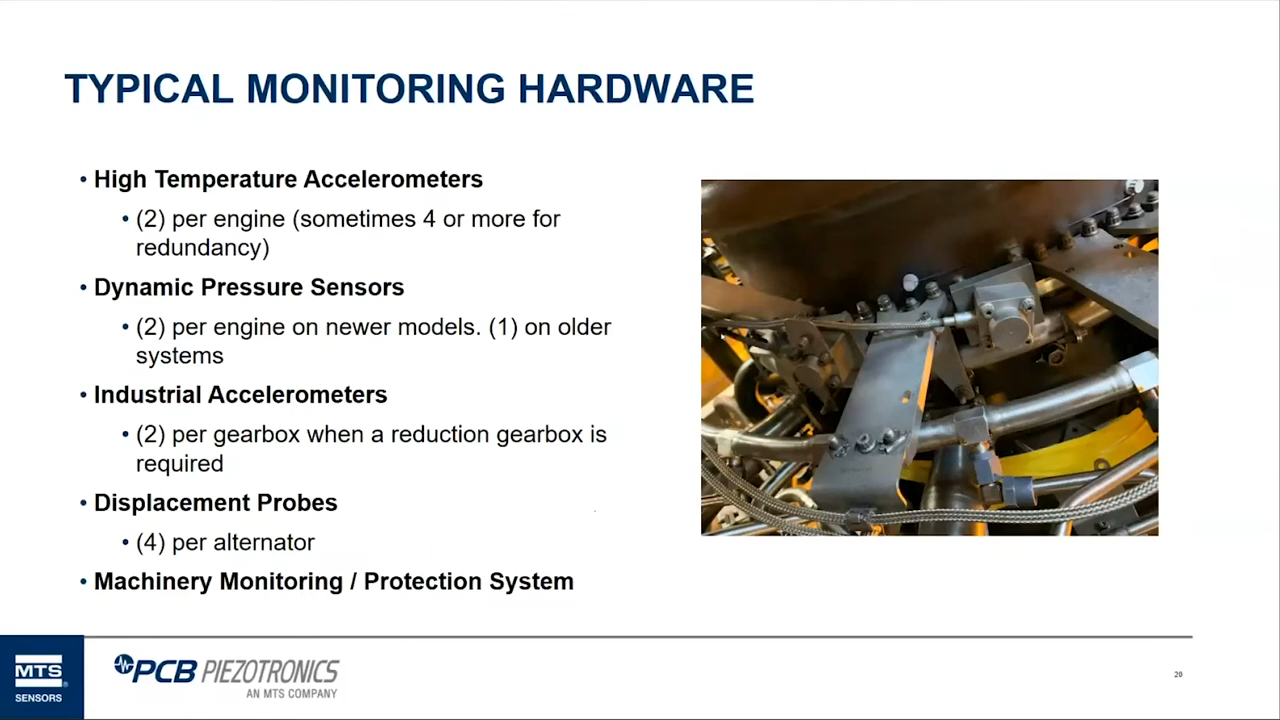 TYPICAL MONITORING HARDWARE
• High Temperature Accelerometers
• (2) per engine (sometimes 4 or more for
redundancy)
• Dynamic Pressure Sensors
• (2) per engine on newer models. (1) on older
systems
• Industrial Accelerometers
• (2) per gearbox when a reduction gearbox is
required
• Displacement Probes
• (4) per alternator
• Machinery Monitoring / Protection System
MTS
®
SENSORS
PCB PIEZOTRONICS
AN MTS COMPANY
20